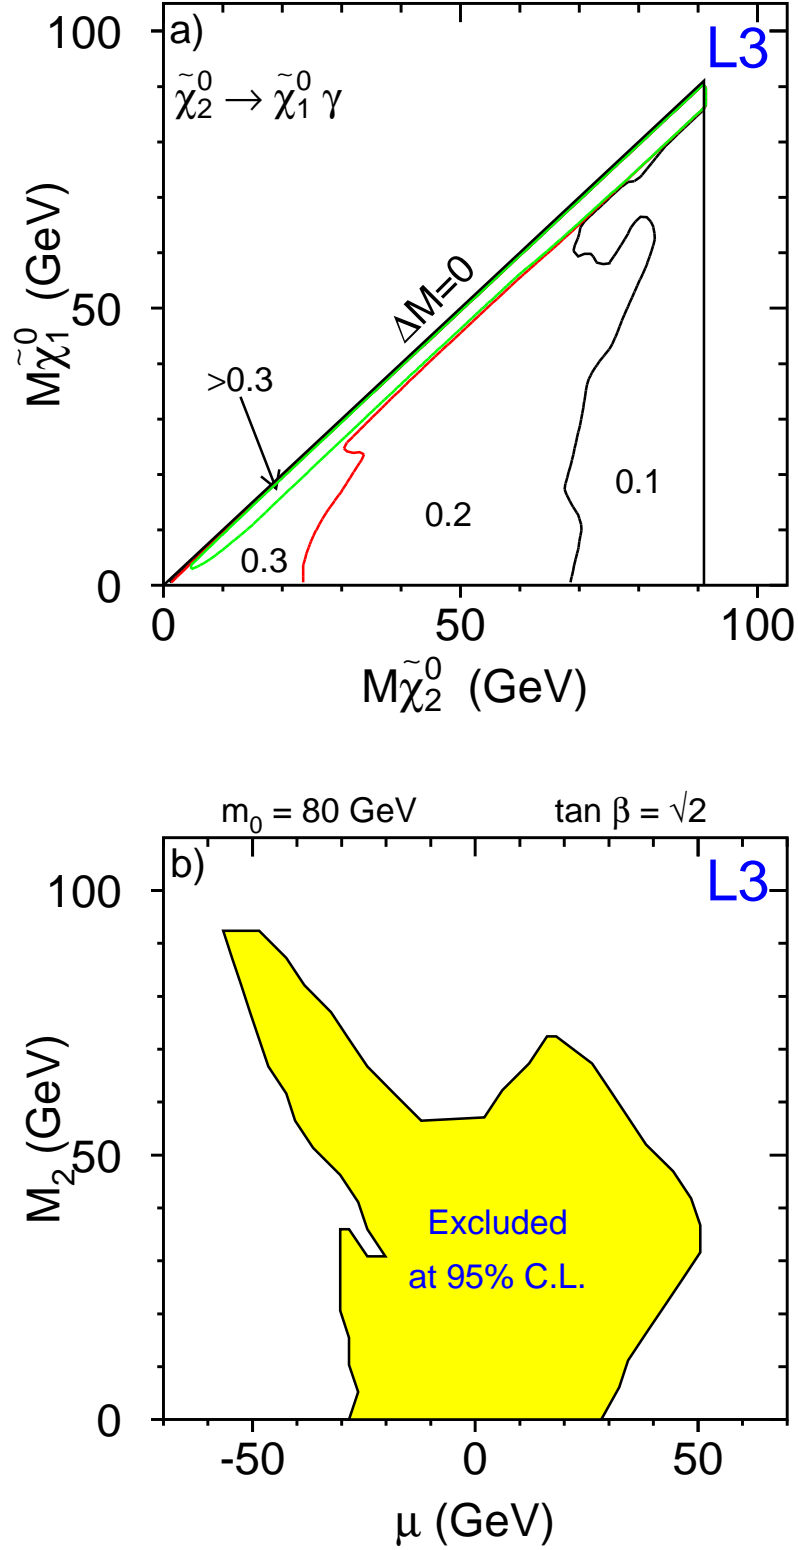 100
a)
L3
χ̃⁰₂ → χ̃⁰₁ γ
ΔM=0
50
>0.3
0.1
0.2
0.3
0
0 50 100
Mχ̃⁰₁ (GeV)
Mχ̃⁰₂ (GeV)
m₀ = 80 GeV tan β = √2
b)
L3
100
50
0
Excluded
at 95% C.L.
-50 0 50
M₂ (GeV)
μ (GeV)